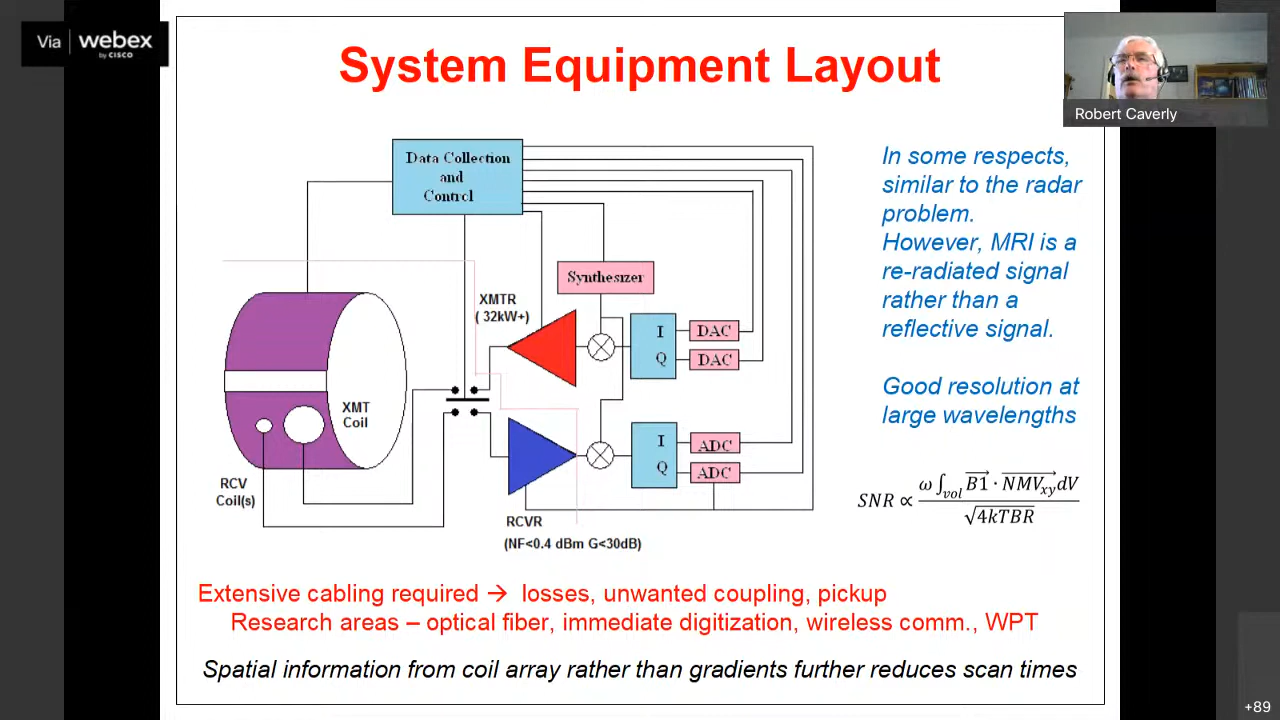 Via webex
by CISCO
System Equipment Layout
Robert Caverly
Data Collection
and
Control
Synthesizer
XMTR
( 32kW+)
I
Q
DAC
DAC
XMT
Coil
I
Q
ADC
ADC
RCV
Coil(s)
RCVR
(NF<0.4 dBm G<30dB)
In some respects,
similar to the radar
problem.
However, MRI is a
re-radiated signal
rather than a
reflective signal.
Good resolution at
large wavelengths
SNR ∝ ω∫vol B1⃗ · NMVxy⃗ dV / √4kTBR
Extensive cabling required → losses, unwanted coupling, pickup
Research areas – optical fiber, immediate digitization, wireless comm., WPT
Spatial information from coil array rather than gradients further reduces scan times
+89